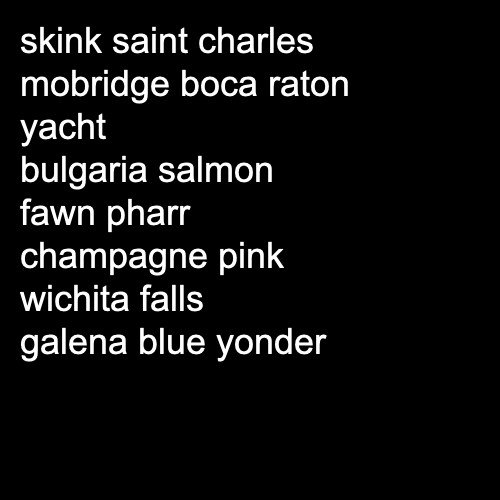 skink saint charles
mobridge boca raton
yacht
bulgaria salmon
fawn pharr
champagne pink
wichita falls
galena blue yonder